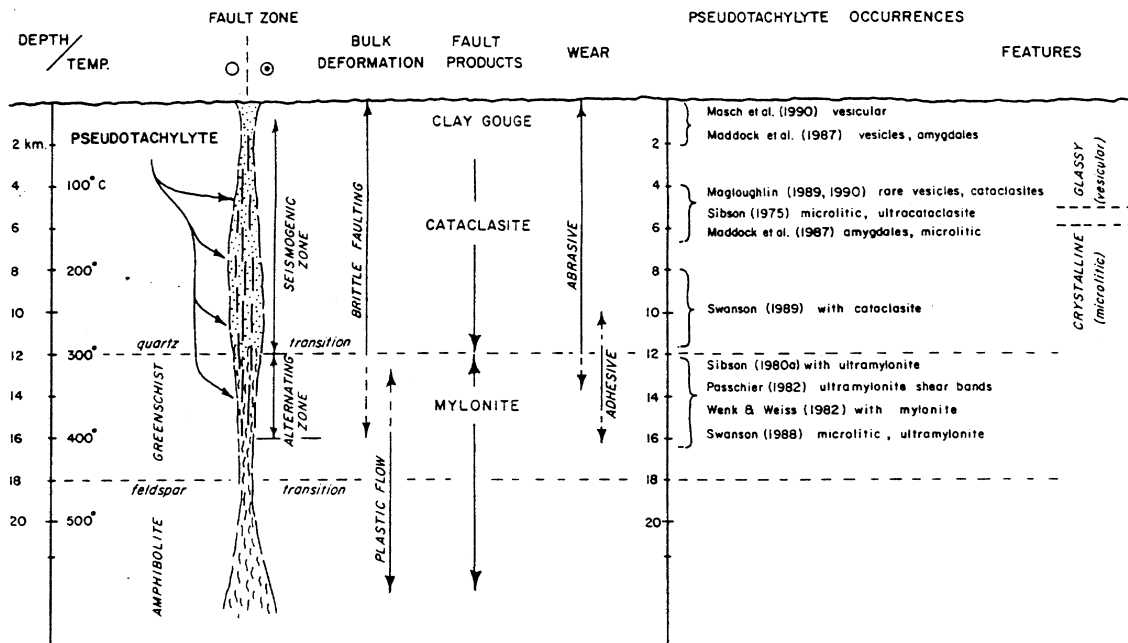 FAULT ZONE
PSEUDOTACHYLYTE OCCURRENCES
DEPTH
TEMP.
BULK
DEFORMATION
FAULT
PRODUCTS
WEAR
FEATURES
PSEUDOTACHYLYTE
2 km.
4
6
8
10
12
14
16
18
20
100° C
200°
300°
400°
500°
quartz
transition
feldspar
transition
GREENSCHIST
AMPHIBOLITE
SEISMOGENIC
ZONE
ALTERNATING
ZONE
BRITTLE FAULTING
PLASTIC FLOW
CLAY GOUGE
CATACLASITE
MYLONITE
ABRASIVE
ADHESIVE
2
4
6
8
10
12
14
16
18
20
Masch et al. (1990) vesicular
Maddock et al. (1987) vesicles, amygdales
Magloughlin (1989, 1990) rare vesicles, cataclasites
Sibson (1975) microlitic, ultracataclasite
Maddock et al. (1987) amygdales, microlitic
Swanson (1989) with cataclasite
Sibson (1980a) with ultramylonite
Passchier (1982) ultramylonite shear bands
Wenk & Weiss (1982) with mylonite
Swanson (1988) microlitic, ultramylonite
GLASSY
(vesicular)
CRYSTALLINE
(microlitic)